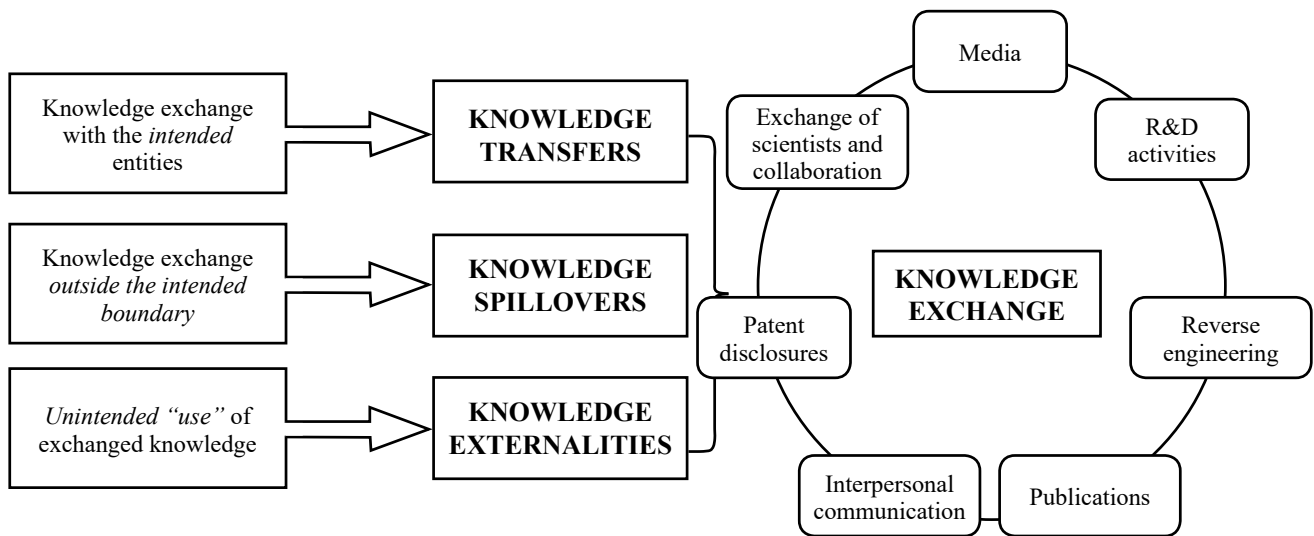 Knowledge exchange
with the intended
entities
KNOWLEDGE
TRANSFERS
Knowledge exchange
outside the intended
boundary
KNOWLEDGE
SPILLOVERS
Unintended “use” of
exchanged knowledge
KNOWLEDGE
EXTERNALITIES
Media
Exchange of
scientists and
collaboration
R&D
activities
KNOWLEDGE
EXCHANGE
Patent
disclosures
Reverse
engineering
Interpersonal
communication
Publications